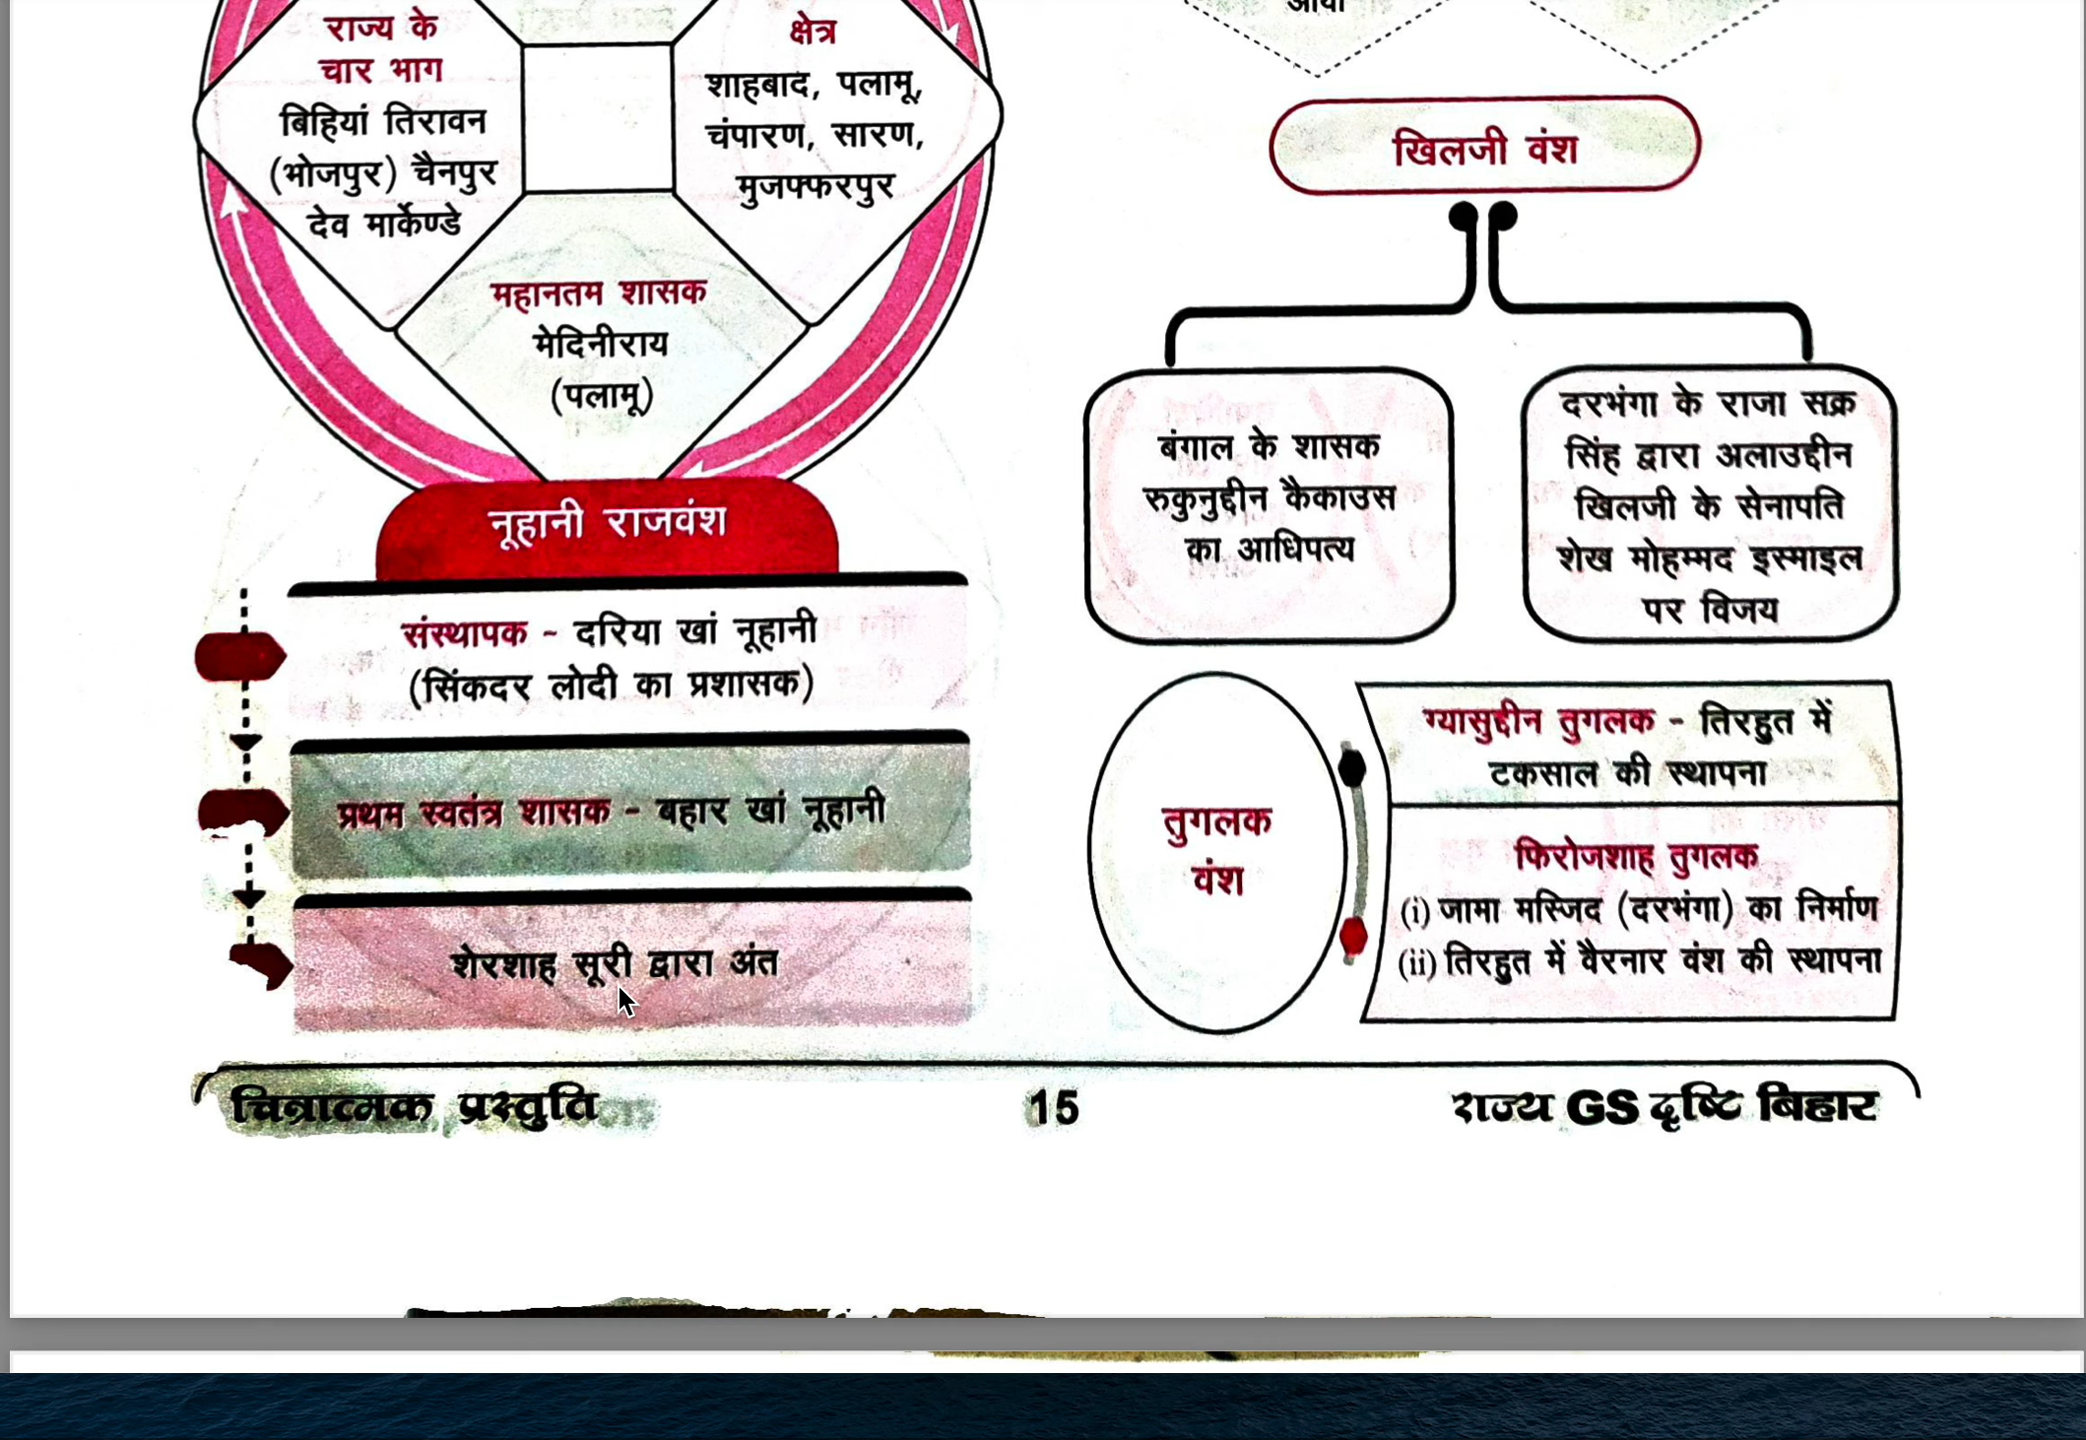 राज्य के
चार भाग
बिहियां तिरावन
(भोजपुर) चैनपुर
देव मार्केण्डे
क्षेत्र
शाहबाद, पलामू,
चंपारण, सारण,
मुजफ्फरपुर
महानतम शासक
मेदिनीराय
(पलामू)
नूहानी राजवंश
संस्थापक - दरिया खां नूहानी
(सिंकदर लोदी का प्रशासक)
प्रथम स्वतंत्र शासक - बहार खां नूहानी
शेरशाह सूरी द्वारा अंत
खिलजी वंश
बंगाल के शासक
रुकुनुद्दीन कैकाउस
का आधिपत्य
दरभंगा के राजा सक्र
सिंह द्वारा अलाउद्दीन
खिलजी के सेनापति
शेख मोहम्मद इस्माइल
पर विजय
तुगलक
वंश
ग्यासुद्दीन तुगलक - तिरहुत में
टकसाल की स्थापना
फिरोजशाह तुगलक
(i) जामा मस्जिद (दरभंगा) का निर्माण
(ii) तिरहुत में वैरनार वंश की स्थापना
चित्रात्मक प्रस्तुति
15
राज्य GS दृष्टि बिहार